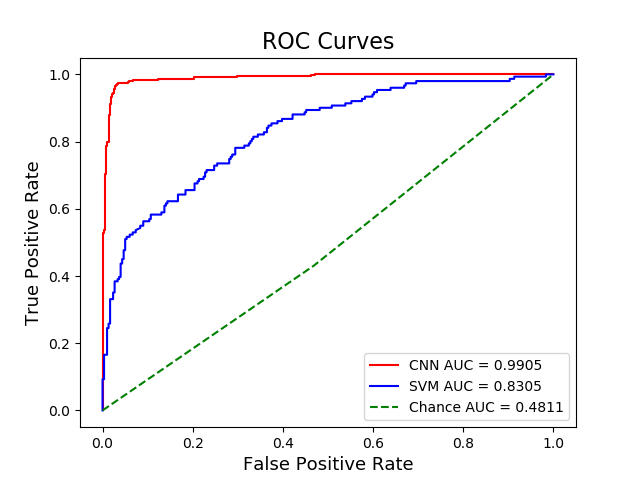 ROC Curves
True Positive Rate
1.0
0.8
0.6
0.4
0.2
0.0
0.0 0.2 0.4 0.6 0.8 1.0
False Positive Rate
CNN AUC = 0.9905
SVM AUC = 0.8305
Chance AUC = 0.4811